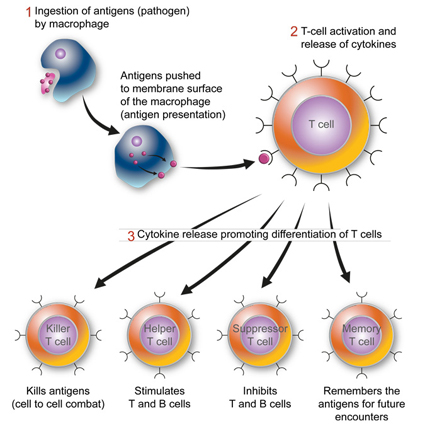 1 Ingestion of antigens (pathogen)
by macrophage
2 T-cell activation and
release of cytokines
Antigens pushed
to membrane surface
of the macrophage
(antigen presentation)
T cell
3 Cytokine release promoting differentiation of T cells
Killer
T cell
Helper
T cell
Suppressor
T cell
Memory
T cell
Kills antigens
(cell to cell combat)
Stimulates
T and B cells
Inhibits
T and B cells
Remembers the
antigens for future
encounters